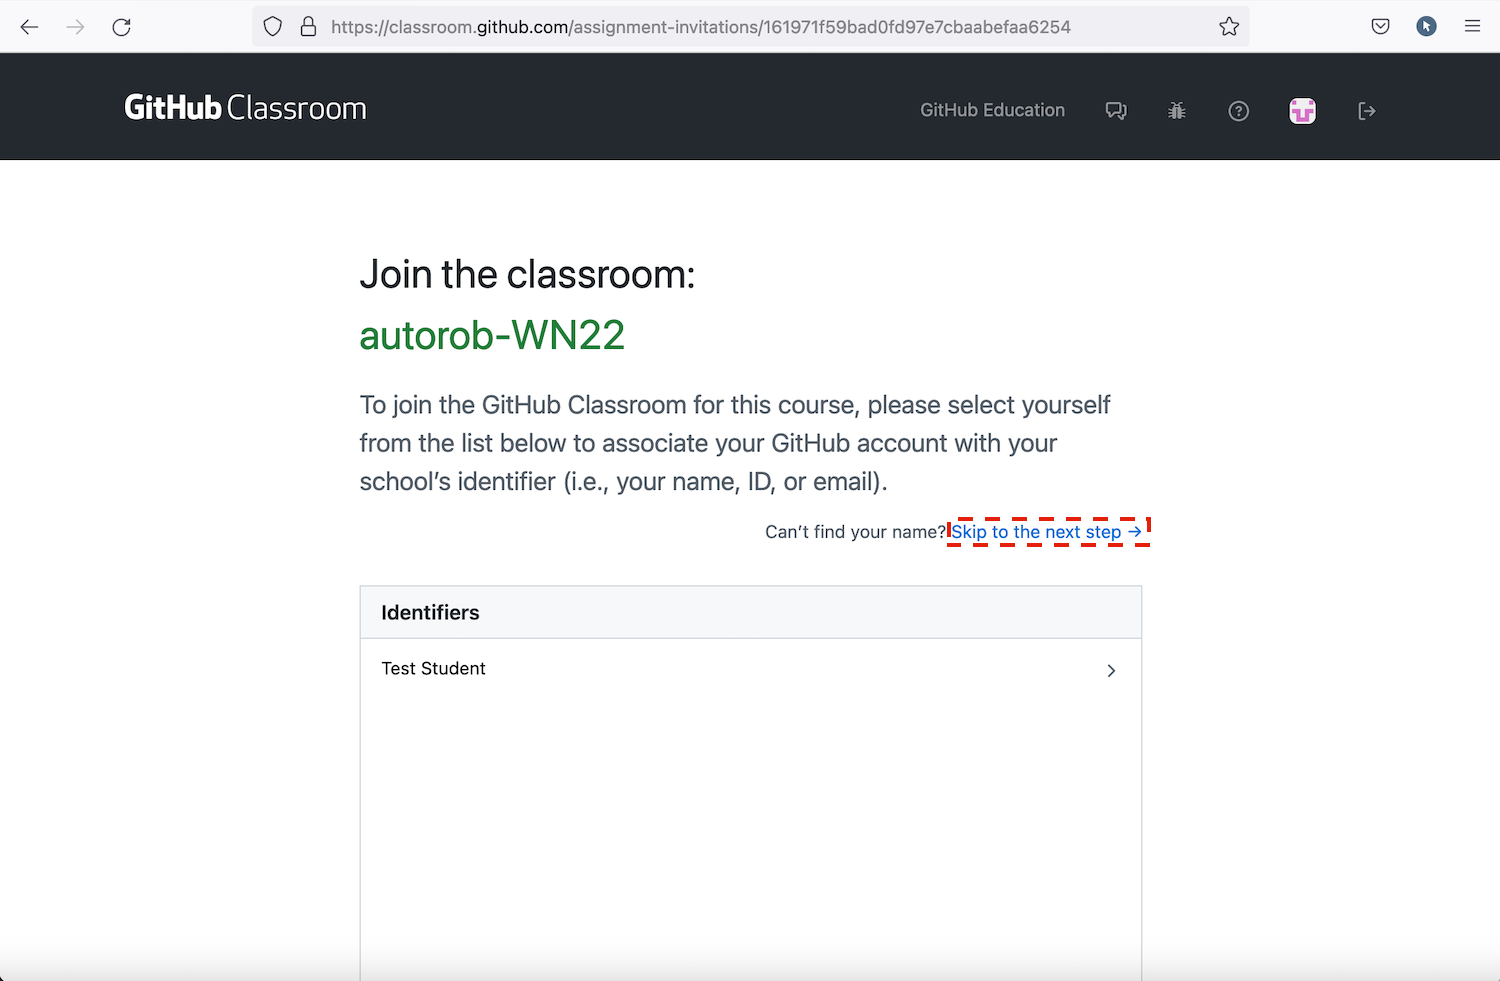 https://classroom.github.com/assignment-invitations/161971f59bad0fd97e7cbaabefaa6254
GitHub Classroom
GitHub Education
Join the classroom:
autorob-WN22
To join the GitHub Classroom for this course, please select yourself
from the list below to associate your GitHub account with your
school’s identifier (i.e., your name, ID, or email).
Can’t find your name? Skip to the next step →
Identifiers
Test Student